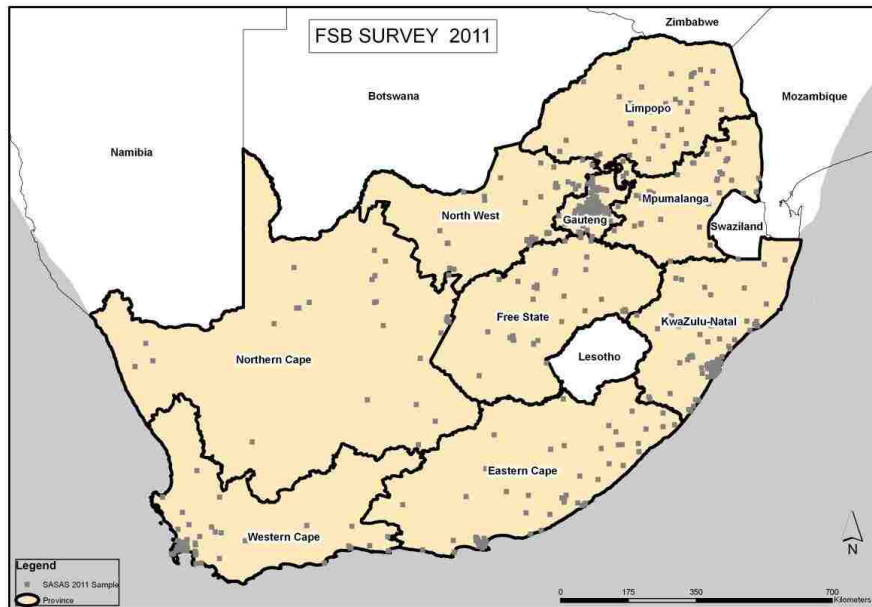 FSB SURVEY 2011
Zimbabwe
Botswana
Limpopo
Mozambique
Namibia
North West
Gauteng
Mpumalanga
Swaziland
Free State
KwaZulu-Natal
Northern Cape
Lesotho
Eastern Cape
Western Cape
N
Legend
SASAS 2011 Sample
Province
0 175 350 700
Kilometers